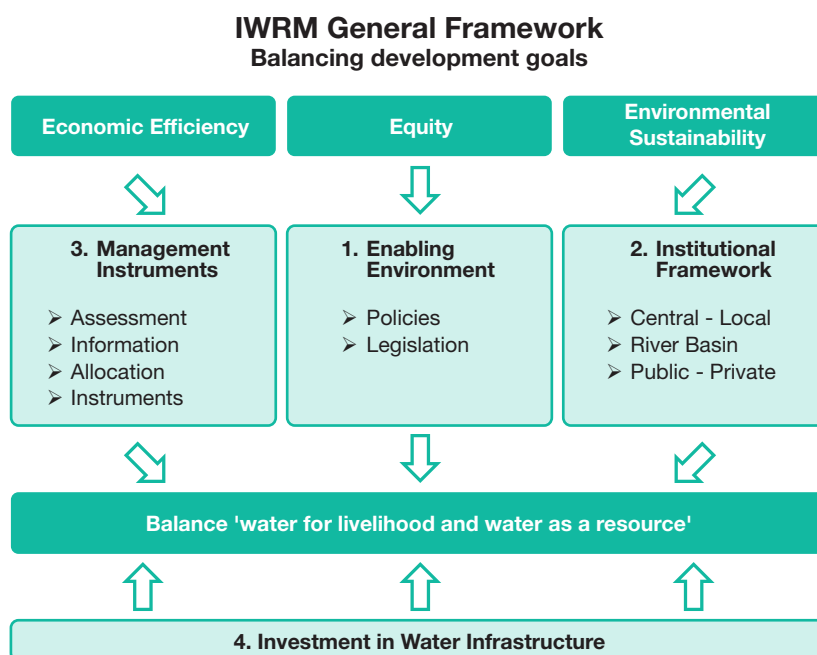 IWRM General Framework
Balancing development goals
Economic Efficiency
Equity
Environmental
Sustainability
3. Management
Instruments
➢ Assessment
➢ Information
➢ Allocation
➢ Instruments
1. Enabling
Environment
➢ Policies
➢ Legislation
2. Institutional
Framework
➢ Central - Local
➢ River Basin
➢ Public - Private
Balance 'water for livelihood and water as a resource'
4. Investment in Water Infrastructure